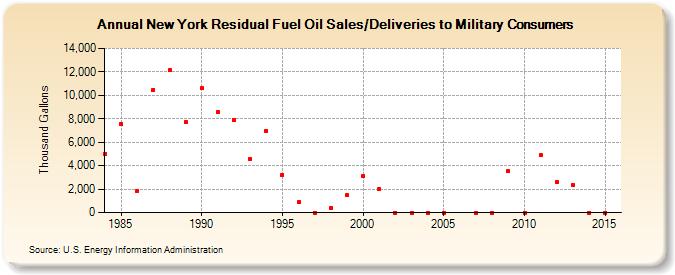 Annual New York Residual Fuel Oil Sales/Deliveries to Military Consumers
Thousand Gallons
14,000
12,000
10,000
8,000
6,000
4,000
2,000
0
1985 1990 1995 2000 2005 2010 2015
Source: U.S. Energy Information Administration